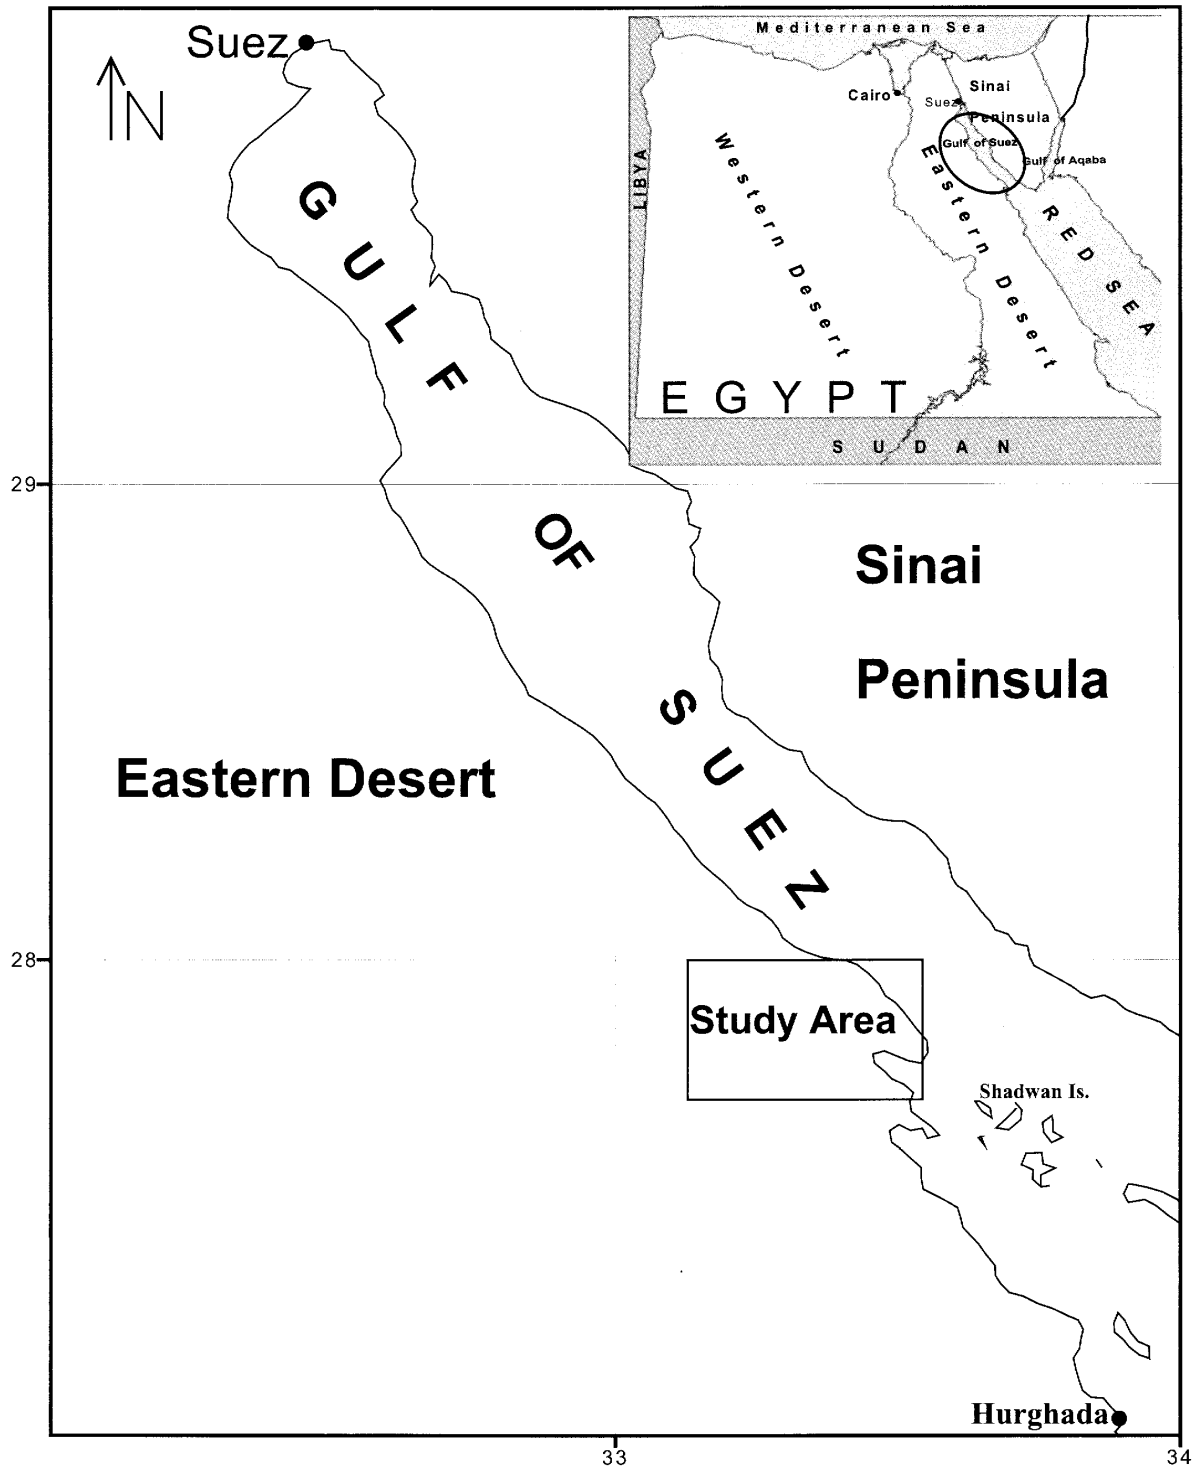 Suez
N
GULF
OF
SUEZ
Mediterranean Sea
Cairo
Suez
Sinai
Peninsula
Gulf of Suez
Gulf of Aqaba
LIBYA
Western Desert
Eastern Desert
RED SEA
EGYPT
SUDAN
29
Sinai
Peninsula
Eastern Desert
28
Study Area
Shadwan Is.
Hurghada
33
34